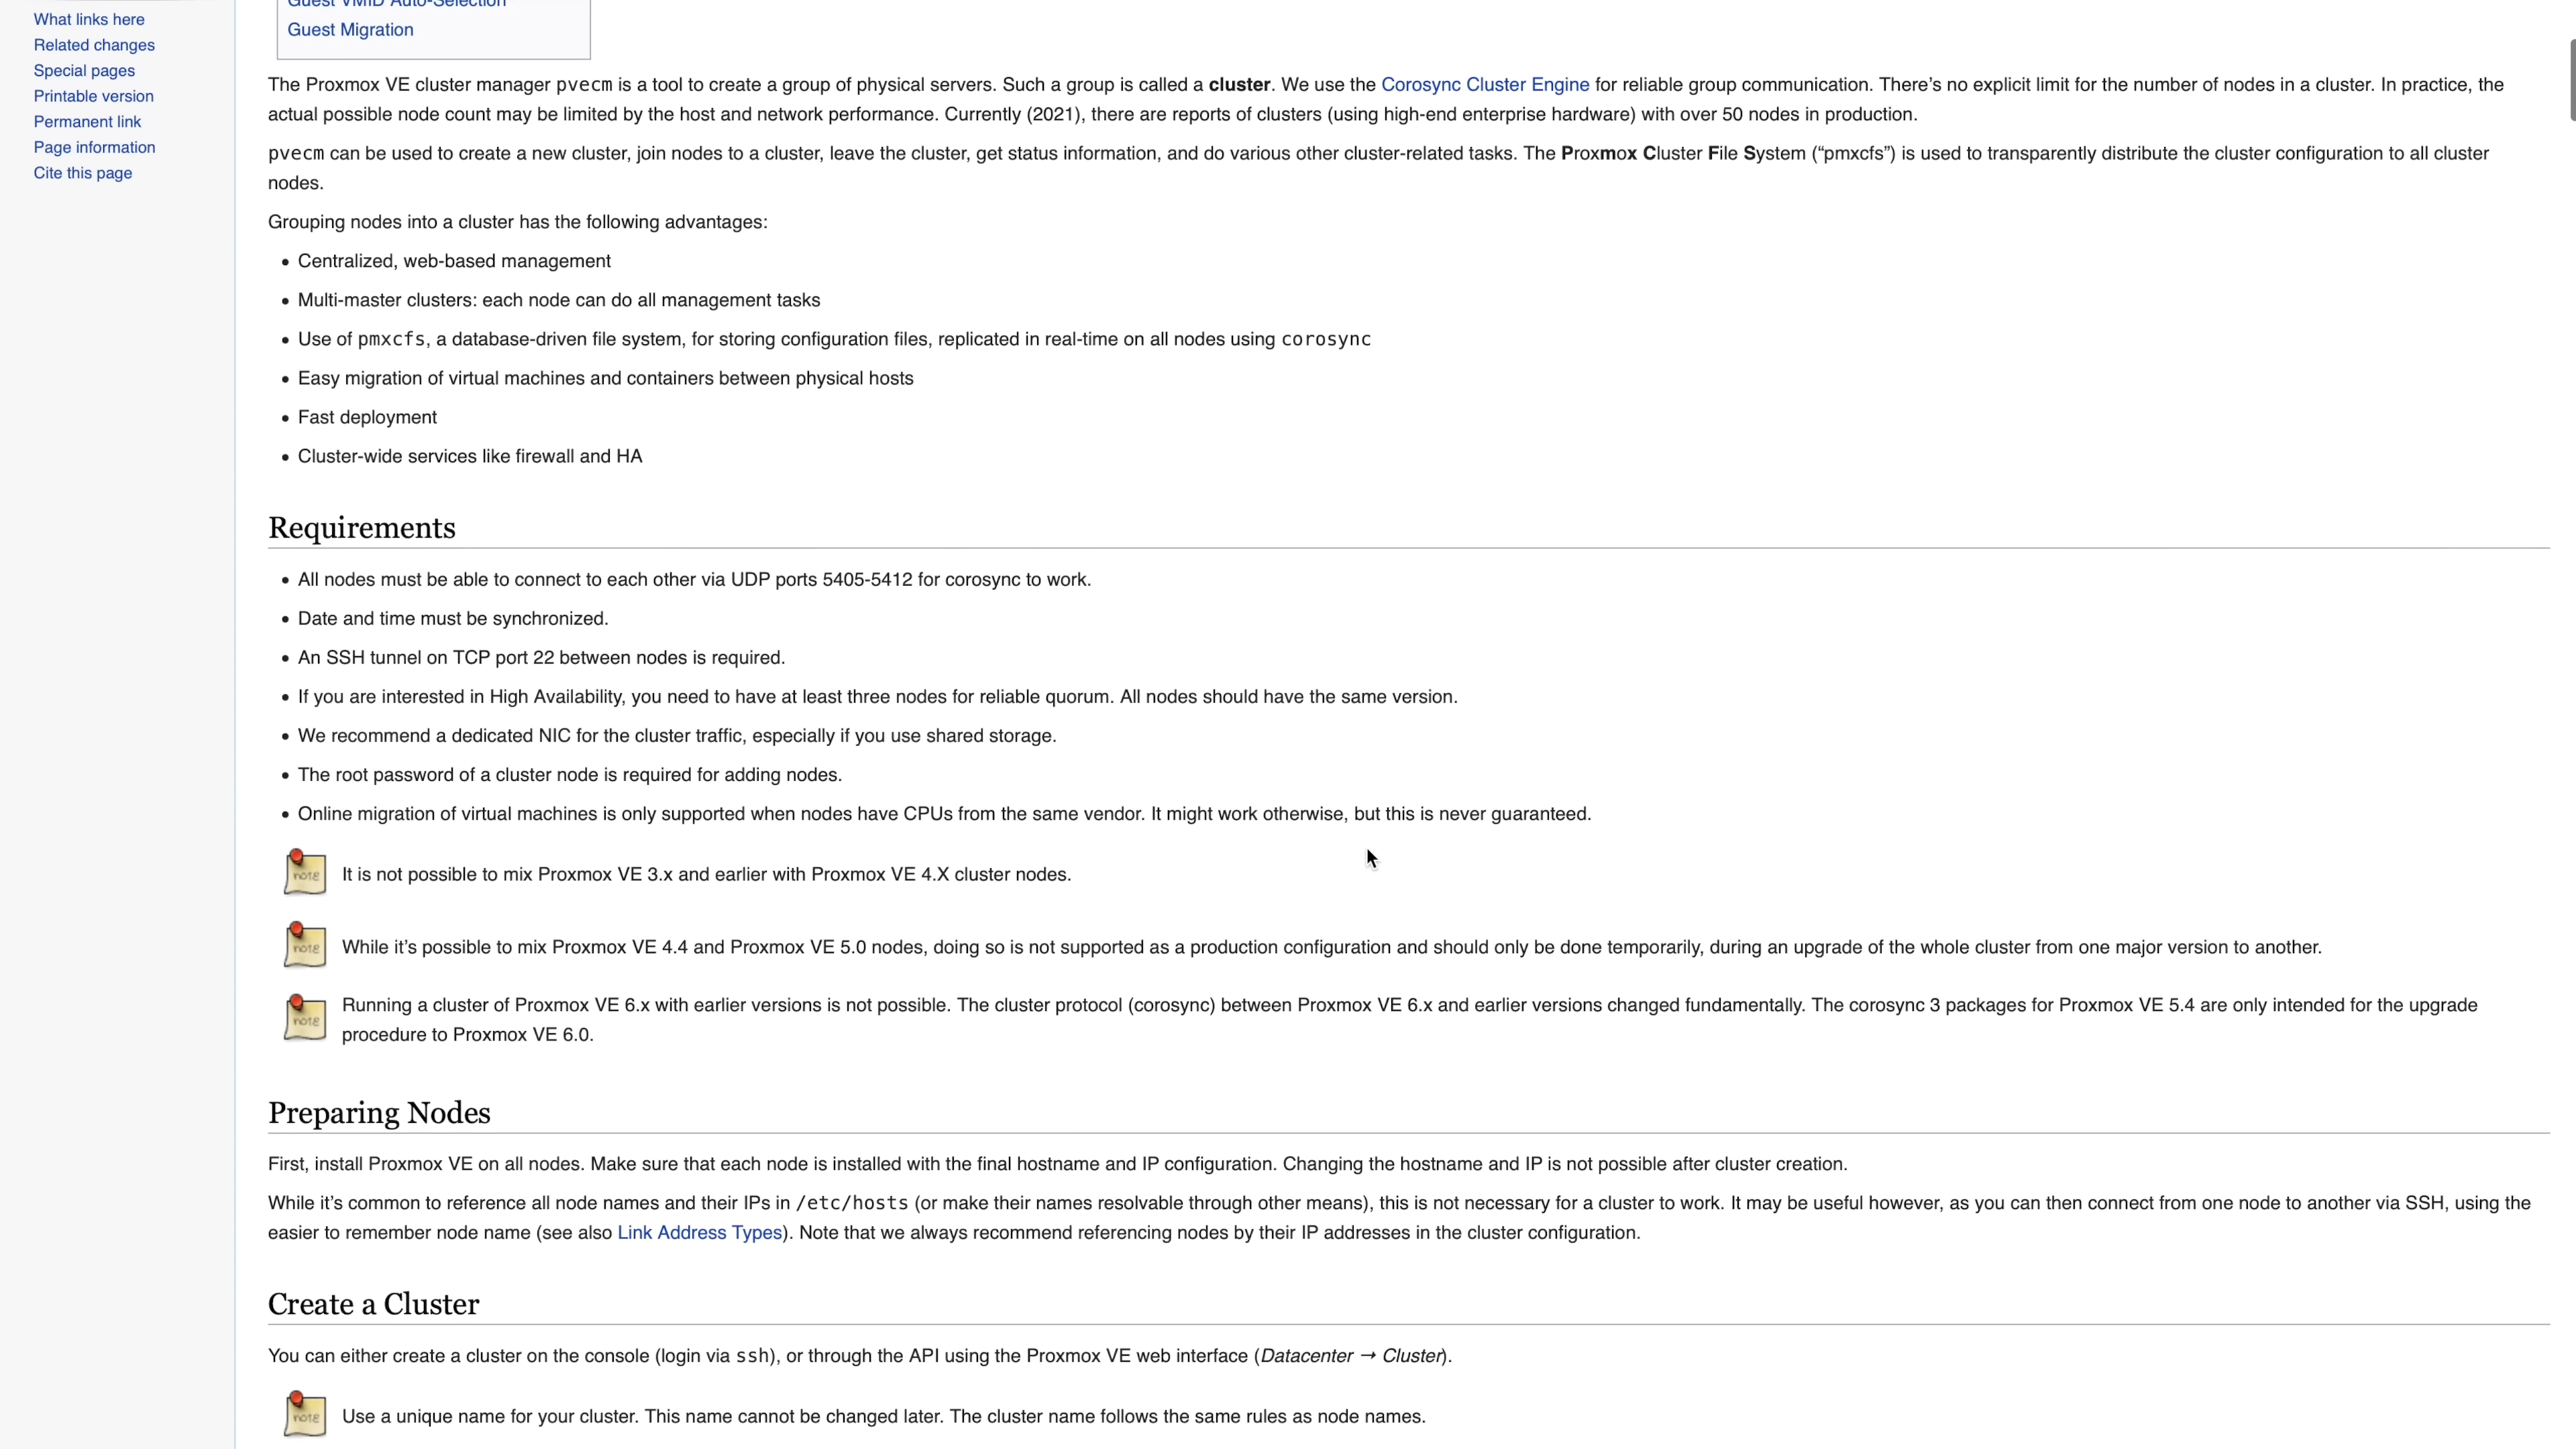 What links here
Related changes
Special pages
Printable version
Permanent link
Page information
Cite this page
Guest VMID Auto-Selection
Guest Migration
The Proxmox VE cluster manager pvecm is a tool to create a group of physical servers. Such a group is called a cluster. We use the Corosync Cluster Engine for reliable group communication. There’s no explicit limit for the number of nodes in a cluster. In practice, the
actual possible node count may be limited by the host and network performance. Currently (2021), there are reports of clusters (using high-end enterprise hardware) with over 50 nodes in production.
pvecm can be used to create a new cluster, join nodes to a cluster, leave the cluster, get status information, and do various other cluster-related tasks. The Proxmox Cluster File System (“pmxcfs”) is used to transparently distribute the cluster configuration to all cluster
nodes.
Grouping nodes into a cluster has the following advantages:
• Centralized, web-based management
• Multi-master clusters: each node can do all management tasks
• Use of pmxcfs, a database-driven file system, for storing configuration files, replicated in real-time on all nodes using corosync
• Easy migration of virtual machines and containers between physical hosts
• Fast deployment
• Cluster-wide services like firewall and HA
Requirements
• All nodes must be able to connect to each other via UDP ports 5405-5412 for corosync to work.
• Date and time must be synchronized.
• An SSH tunnel on TCP port 22 between nodes is required.
• If you are interested in High Availability, you need to have at least three nodes for reliable quorum. All nodes should have the same version.
• We recommend a dedicated NIC for the cluster traffic, especially if you use shared storage.
• The root password of a cluster node is required for adding nodes.
• Online migration of virtual machines is only supported when nodes have CPUs from the same vendor. It might work otherwise, but this is never guaranteed.
note
It is not possible to mix Proxmox VE 3.x and earlier with Proxmox VE 4.X cluster nodes.
note
While it’s possible to mix Proxmox VE 4.4 and Proxmox VE 5.0 nodes, doing so is not supported as a production configuration and should only be done temporarily, during an upgrade of the whole cluster from one major version to another.
note
Running a cluster of Proxmox VE 6.x with earlier versions is not possible. The cluster protocol (corosync) between Proxmox VE 6.x and earlier versions changed fundamentally. The corosync 3 packages for Proxmox VE 5.4 are only intended for the upgrade
procedure to Proxmox VE 6.0.
Preparing Nodes
First, install Proxmox VE on all nodes. Make sure that each node is installed with the final hostname and IP configuration. Changing the hostname and IP is not possible after cluster creation.
While it’s common to reference all node names and their IPs in /etc/hosts (or make their names resolvable through other means), this is not necessary for a cluster to work. It may be useful however, as you can then connect from one node to another via SSH, using the
easier to remember node name (see also Link Address Types). Note that we always recommend referencing nodes by their IP addresses in the cluster configuration.
Create a Cluster
You can either create a cluster on the console (login via ssh), or through the API using the Proxmox VE web interface (Datacenter → Cluster).
note
Use a unique name for your cluster. This name cannot be changed later. The cluster name follows the same rules as node names.